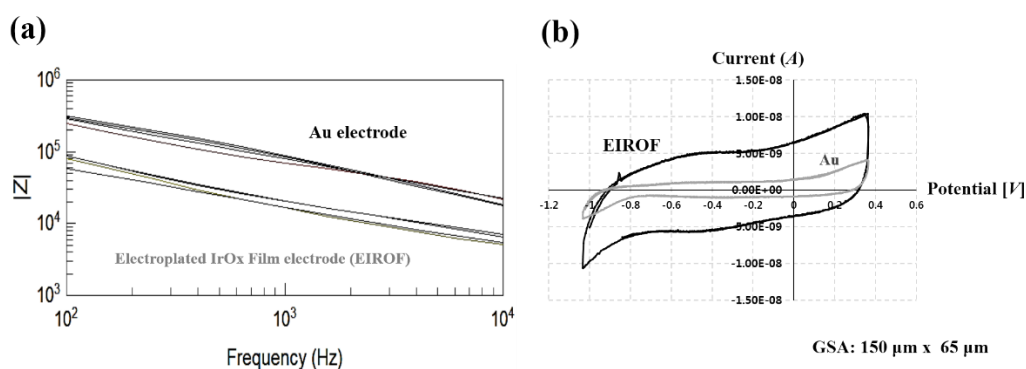 (a)
10^6
10^5
10^4
10^3
|Z|
Au electrode
Electroplated IrOx Film electrode (EIROF)
10^2
10^3
10^4
Frequency (Hz)
(b)
Current (A)
1.50E-08
1.00E-08
5.00E-09
0.00E+00
-5.00E-09
-1.00E-08
-1.50E-08
EIROF
Au
Potential [V]
-1.2 -1 -0.8 -0.6 -0.4 -0.2 0 0.2 0.4 0.6
GSA: 150 μm x 65 μm